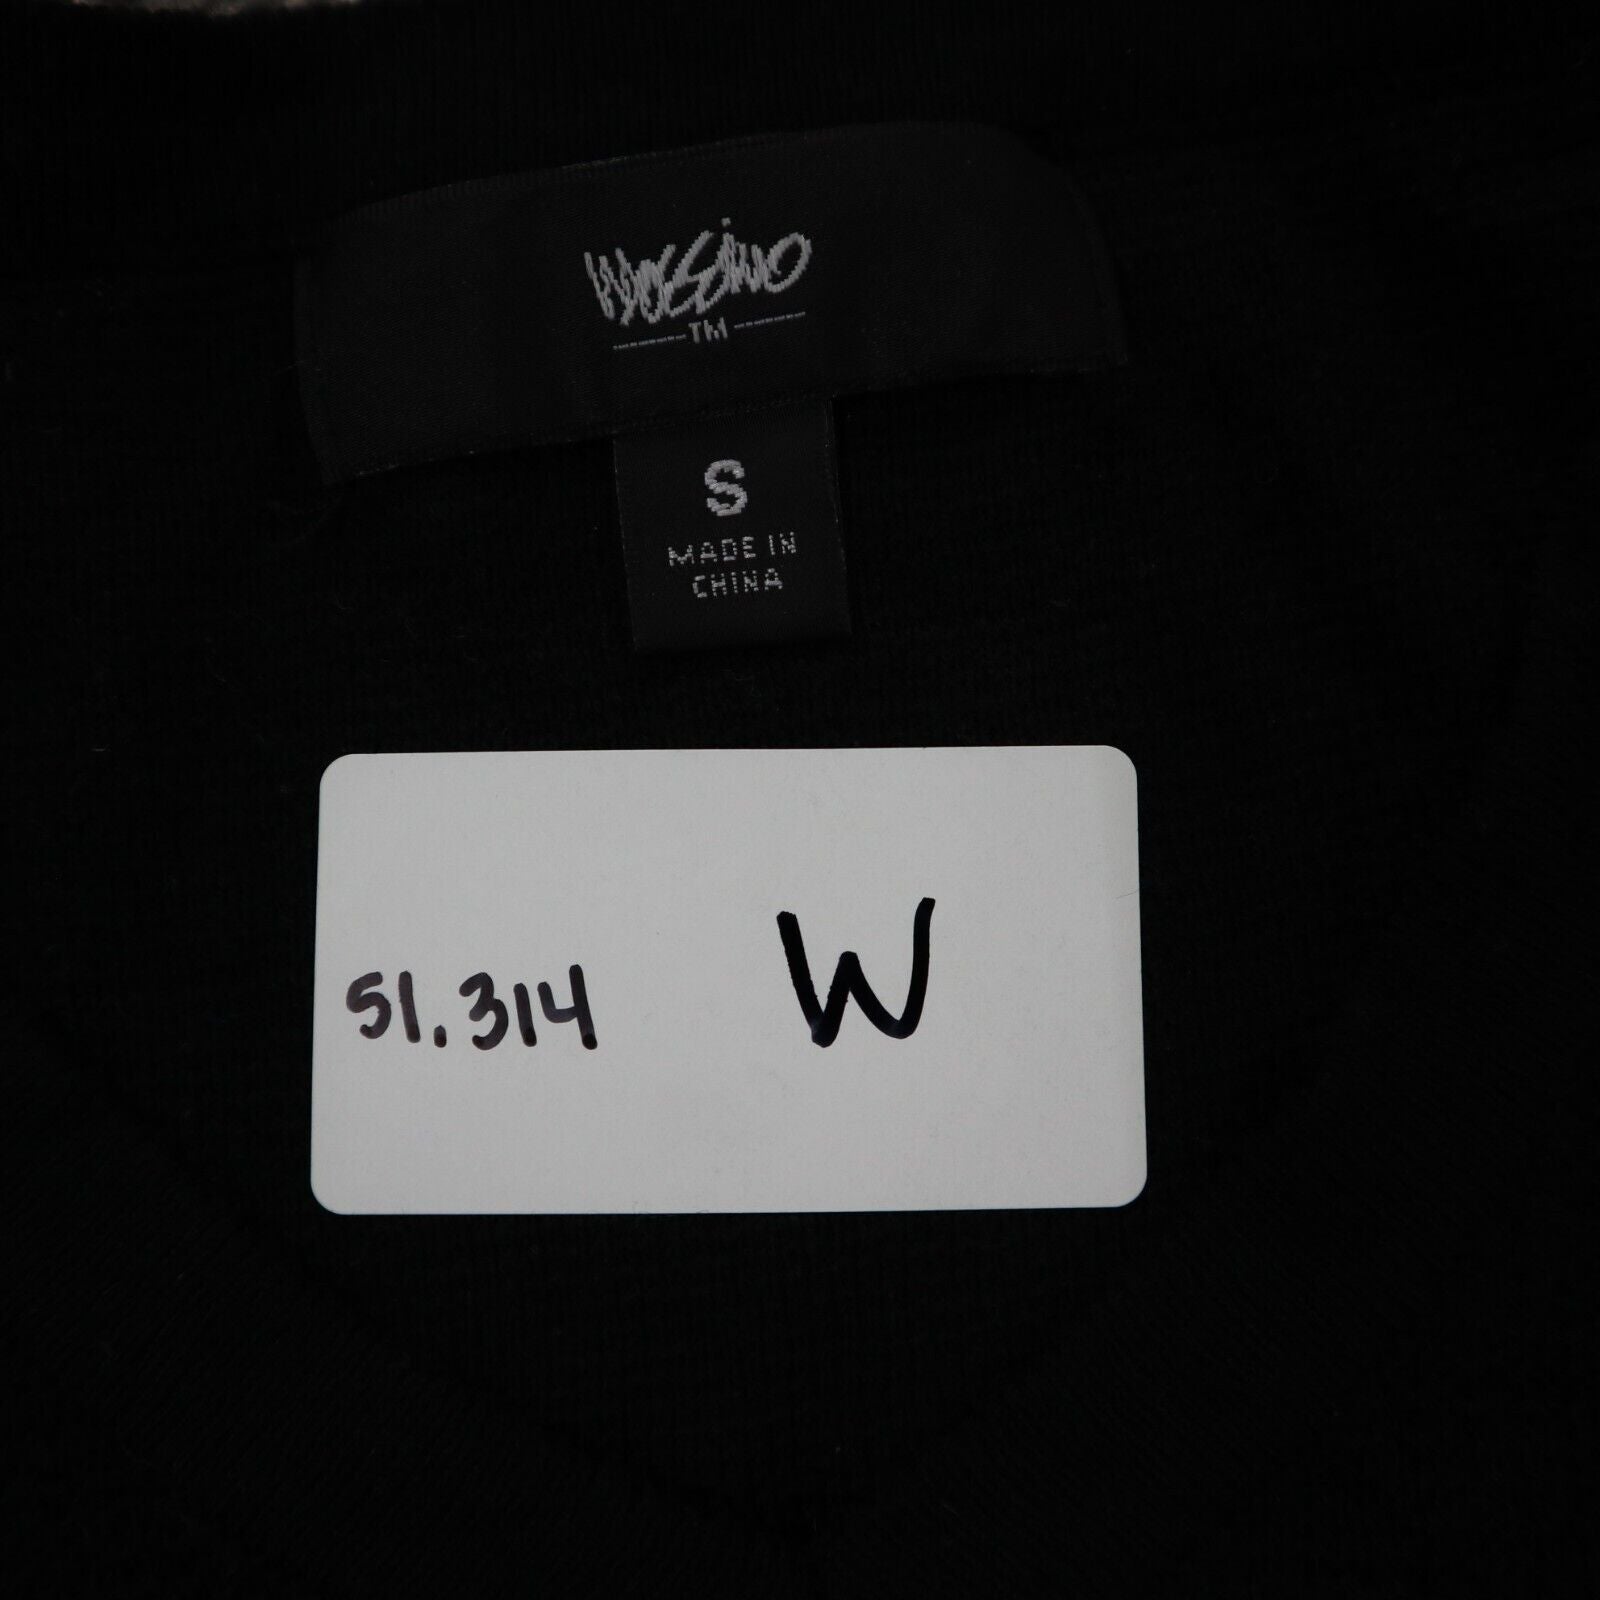 Mossimo
TM
S
MADE IN
CHINA
51.314 W